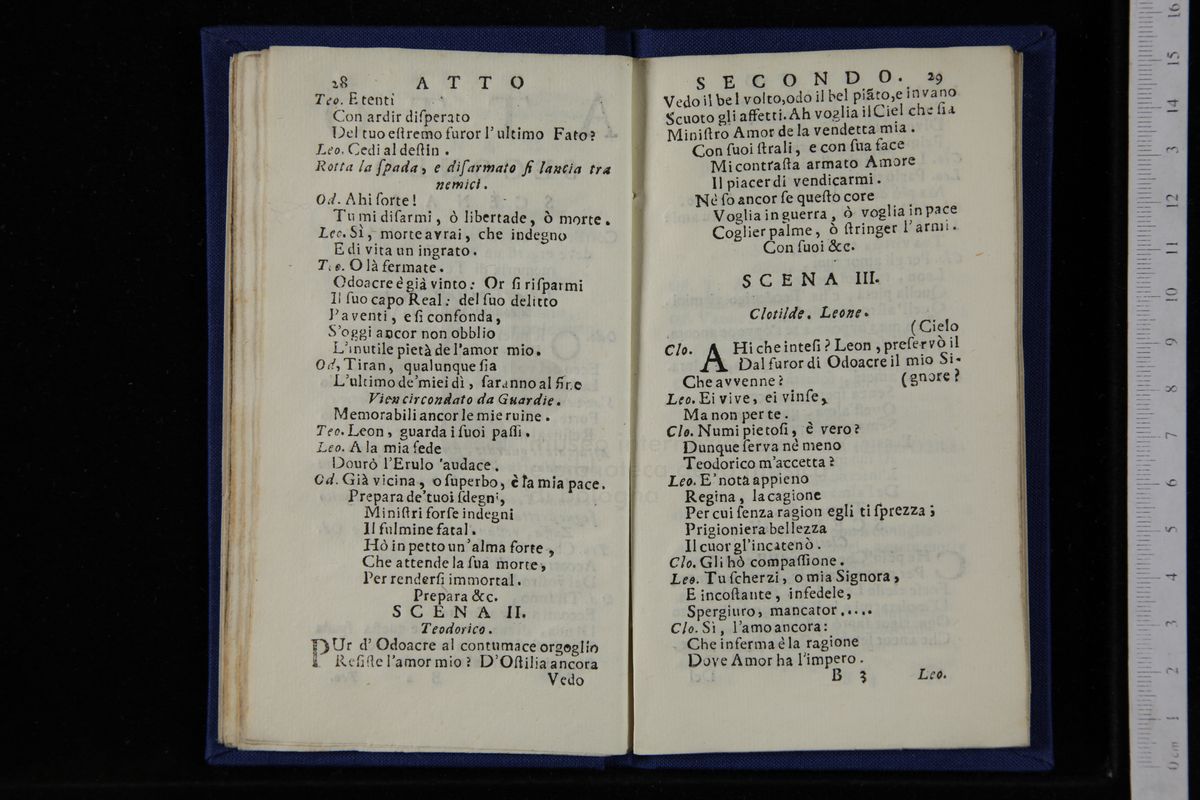 28 ATTO
Teo. E tenti
Con ardir diſperato
Del tuo eſtremo furor l'ultimo Fato?
Leo. Cedi al deſtin.
Rotta la ſpada, e diſarmato ſi lancia tra
nemici.
Od. Ahi ſorte!
Tu mi diſarmi, ò libertade, ò morte.
Leo. Sì, morte avrai, che indegno
E di vita un ingrato.
Teo. O là fermate.
Odoacre è già vinto: Or ſi riſparmi
Il ſuo capo Real: del ſuo delitto
Paventi, e ſi confonda,
S'oggi ancor non obblio
L'inutile pietà de l'amor mio.
Od, Tiran, qualunque ſia
L'ultimo de'miei dì, faranno al fine
Vien circondato da Guardie.
Memorabili ancor le mie ruine.
Teo. Leon, guarda i ſuoi paſſi.
Leo. A la mia fede
Dourò l'Erulo 'audace.
Od. Già vicina, o ſuperbo, è la mia pace.
Prepara de'tuoi ſdegni,
Miniſtri forſe indegni
Il fulmine fatal.
Hò in petto un'alma forte,
Che attende la ſua morte,
Per renderſi immortal.
Prepara &c.
SCENA II.
Teodorico.
PUr d'Odoacre al contumace orgoglio
Reſiſte l'amor mio? D'Oſtilia ancora
Vedo
SECONDO. 29
Vedo il bel volto, odo il bel piãto, e invano
Scuoto gli affetti. Ah voglia il Ciel che ſia
Miniſtro Amor de la vendetta mia.
Con ſuoi ſtrali, e con ſua face
Mi contraſta armato Amore
Il piacer di vendicarmi.
Nè ſo ancor ſe queſto core
Voglia in guerra, ò voglia in pace
Coglier palme, ò ſtringer l'armi.
Con ſuoi &c.
SCENA III.
Clotilde. Leone.
(Cielo
Clo. AHi che inteſi? Leon, preſervò il
Dal furor di Odoacre il mio Si-
Che avvenne? (gnore?
Leo. Ei vive, ei vinſe,
Ma non per te.
Clo. Numi pietoſi, è vero?
Dunque ſerva nè meno
Teodorico m'accetta?
Leo. E' nota appieno
Regina, la cagione
Per cui ſenza ragion egli ti ſprezza;
Prigioniera bellezza
Il cuor gl'incatenò.
Clo. Gli hò compaſſione.
Leo. Tu ſcherzi, o mia Signora,
E incoſtante, infedele,
Spergiuro, mancator.....
Clo. Sì, l'amo ancora:
Che inferma è la ragione
Dove Amor ha l'impero.
B 3 Leo.